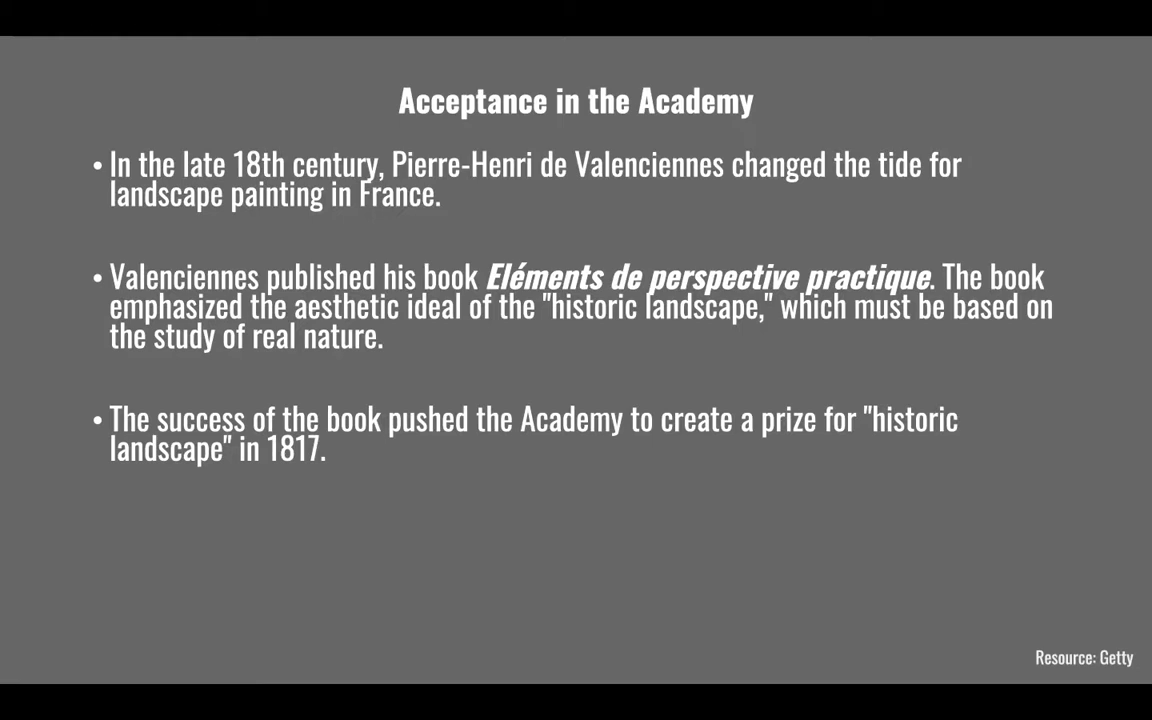 Acceptance in the Academy
• In the late 18th century, Pierre-Henri de Valenciennes changed the tide for
landscape painting in France.
• Valenciennes published his book Eléments de perspective practique. The book
emphasized the aesthetic ideal of the "historic landscape," which must be based on
the study of real nature.
• The success of the book pushed the Academy to create a prize for "historic
landscape" in 1817.
Resource: Getty